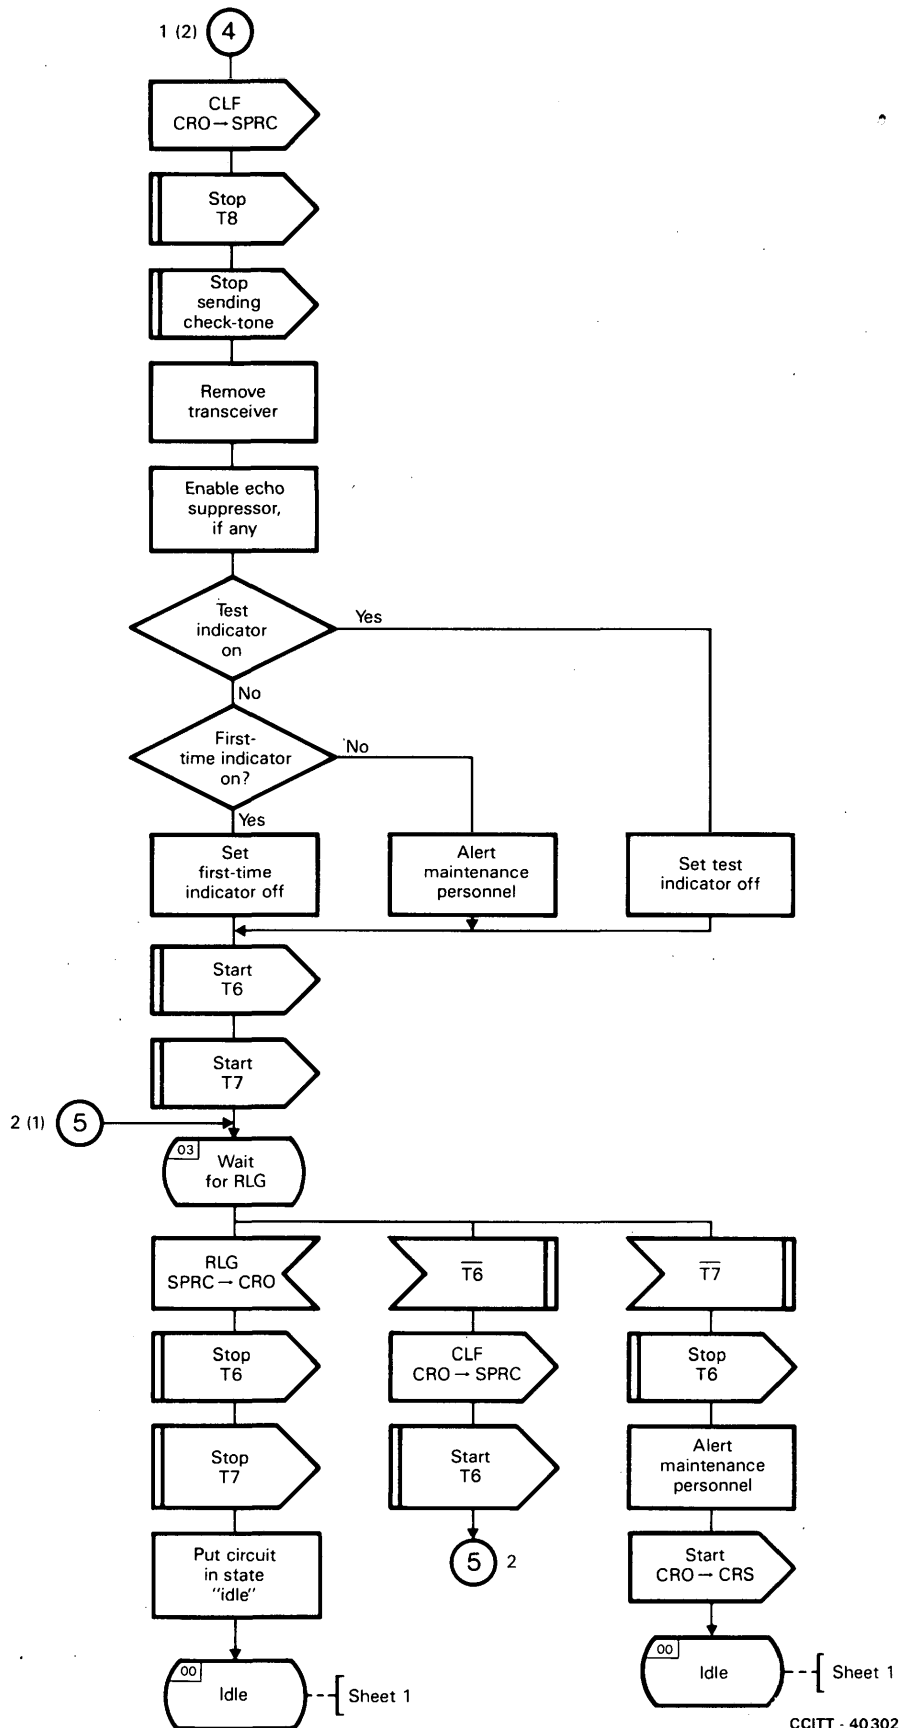 1 (2) 4
CLF
CRO → SPRC
Stop
T8
Stop
sending
check-tone
Remove
transceiver
Enable echo
suppressor,
if any
Test
indicator
on
Yes
No
First-
time indicator
on?
No
Yes
Set
first-time
indicator off
Alert
maintenance
personnel
Set test
indicator off
Start
T6
Start
T7
2 (1) 5
03
Wait
for RLG
RLG
SPRC → CRO
T6
T7
Stop
T6
CLF
CRO → SPRC
Stop
T6
Stop
T7
Start
T6
Alert
maintenance
personnel
Put circuit
in state
"idle"
5 2
Start
CRO → CRS
00
Idle
Sheet 1
00
Idle
Sheet 1
CCITT - 40302